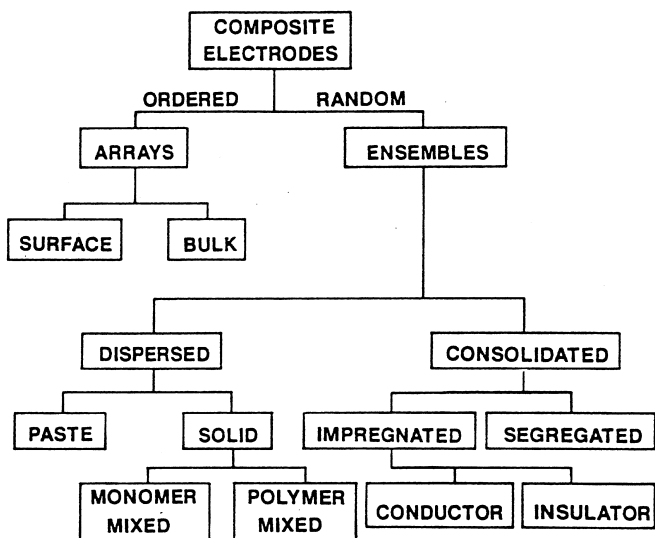 COMPOSITE
ELECTRODES
ORDERED RANDOM
ARRAYS ENSEMBLES
SURFACE BULK
DISPERSED CONSOLIDATED
PASTE SOLID IMPREGNATED SEGREGATED
MONOMER
MIXED
POLYMER
MIXED
CONDUCTOR INSULATOR